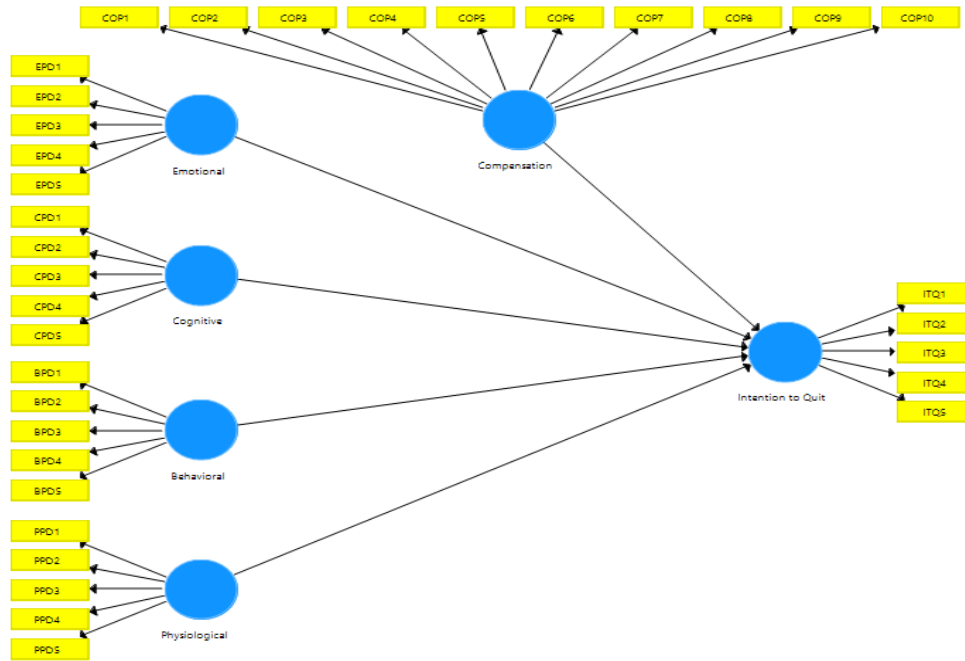 COP1
COP2
COP3
COP4
COP5
COP6
COP7
COP8
COP9
COP10
EPD1
EPD2
EPD3
EPD4
EPD5
Emotional
Compensation
CPD1
CPD2
CPD3
CPD4
CPD5
Cognitive
ITQ1
ITQ2
ITQ3
ITQ4
ITQ5
Intention to Quit
BPD1
BPD2
BPD3
BPD4
BPD5
Behavioral
PPD1
PPD2
PPD3
PPD4
PPD5
Physiological